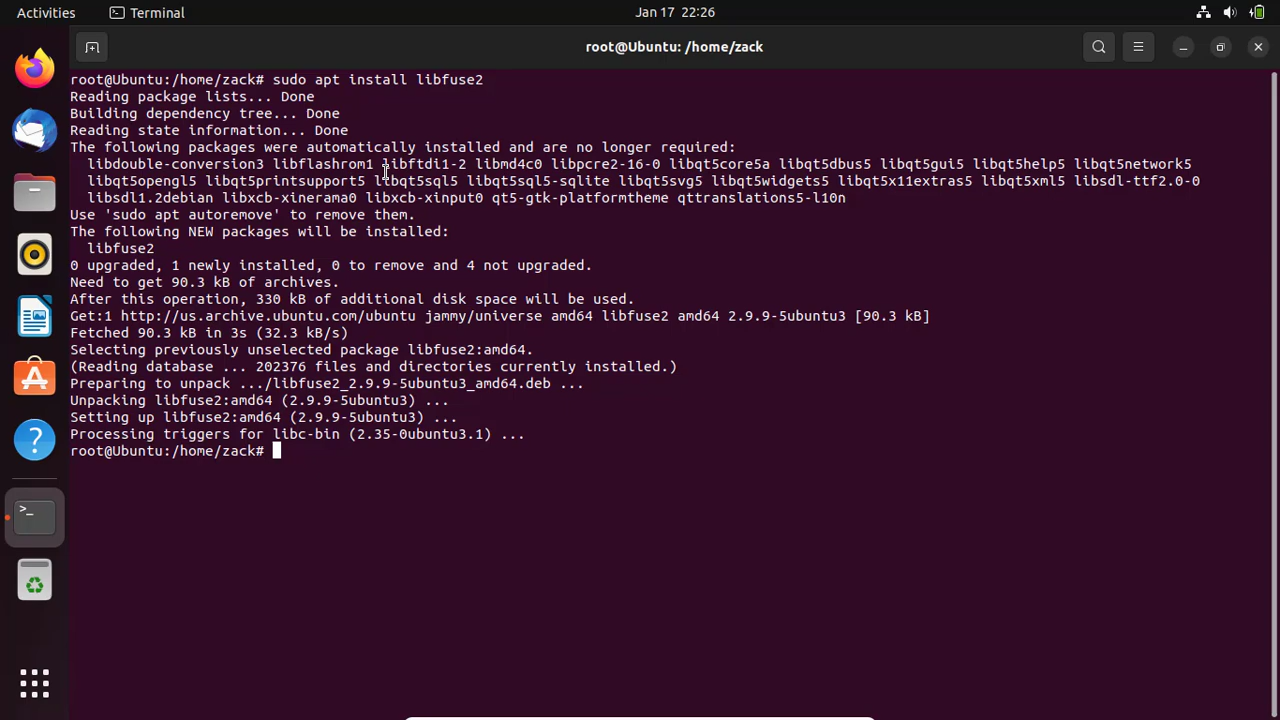 Activities
Terminal
Jan 17 22:26
root@Ubuntu: /home/zack
root@Ubuntu:/home/zack# sudo apt install libfuse2
Reading package lists... Done
Building dependency tree... Done
Reading state information... Done
The following packages were automatically installed and are no longer required:
libdouble-conversion3 libflashrom1 libftdi1-2 libmd4c0 libpcre2-16-0 libqt5core5a libqt5dbus5 libqt5gui5 libqt5help5 libqt5network5
libqt5opengl5 libqt5printsupport5 libqt5sql5 libqt5sql5-sqlite libqt5svg5 libqt5widgets5 libqt5x11extras5 libqt5xml5 libsdl-ttf2.0-0
libsdl1.2debian libxcb-xinerama0 libxcb-xinput0 qt5-gtk-platformtheme qttranslations5-l10n
Use 'sudo apt autoremove' to remove them.
The following NEW packages will be installed:
libfuse2
0 upgraded, 1 newly installed, 0 to remove and 4 not upgraded.
Need to get 90.3 kB of archives.
After this operation, 330 kB of additional disk space will be used.
Get:1 http://us.archive.ubuntu.com/ubuntu jammy/universe amd64 libfuse2 amd64 2.9.9-5ubuntu3 [90.3 kB]
Fetched 90.3 kB in 3s (32.3 kB/s)
Selecting previously unselected package libfuse2:amd64.
(Reading database ... 202376 files and directories currently installed.)
Preparing to unpack .../libfuse2_2.9.9-5ubuntu3_amd64.deb ...
Unpacking libfuse2:amd64 (2.9.9-5ubuntu3) ...
Setting up libfuse2:amd64 (2.9.9-5ubuntu3) ...
Processing triggers for libc-bin (2.35-0ubuntu3.1) ...
root@Ubuntu:/home/zack#